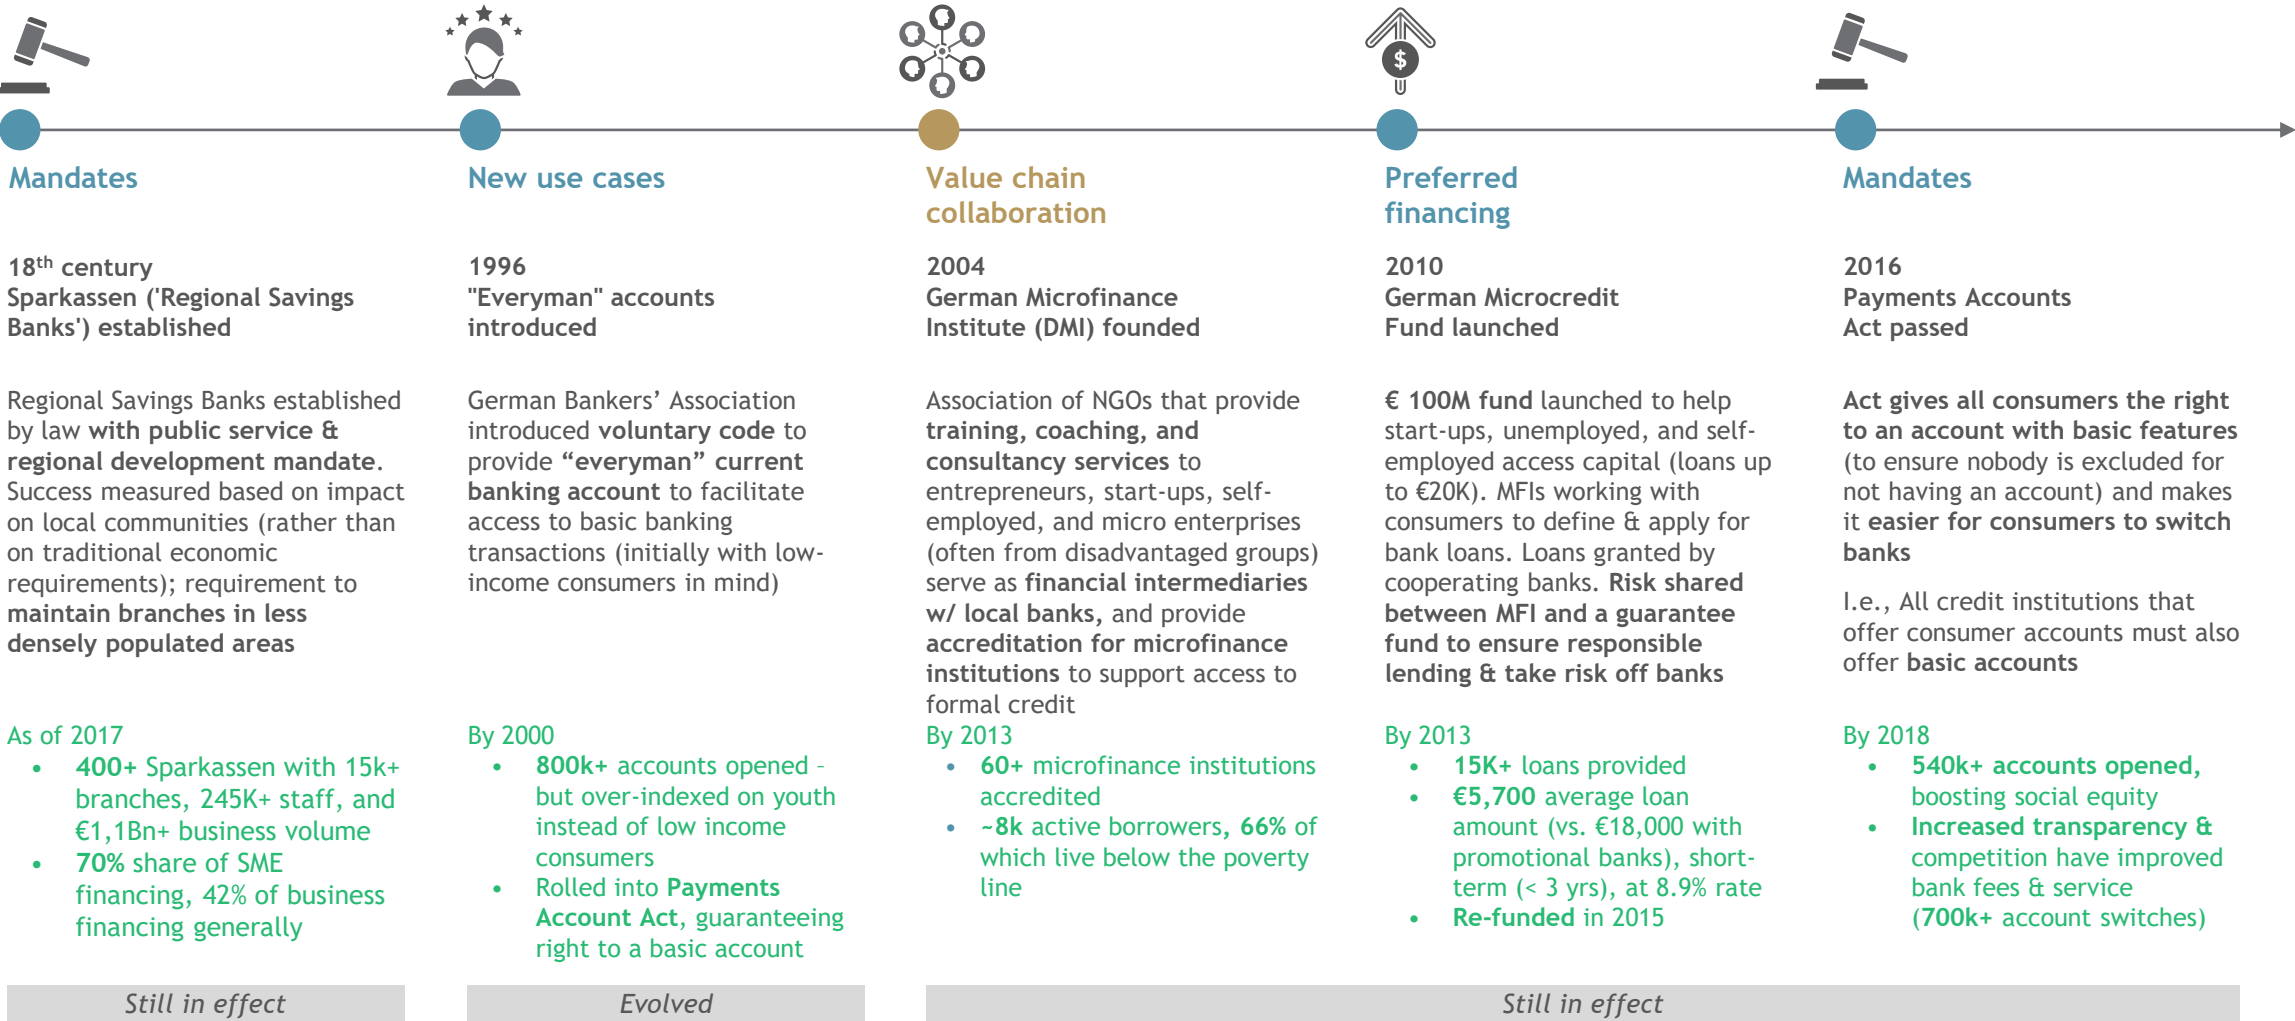 $
Mandates
18th century
Sparkassen ('Regional Savings
Banks') established
Regional Savings Banks established
by law with public service &
regional development mandate.
Success measured based on impact
on local communities (rather than
on traditional economic
requirements); requirement to
maintain branches in less
densely populated areas
As of 2017
• 400+ Sparkassen with 15k+
branches, 245K+ staff, and
€1,1Bn+ business volume
• 70% share of SME
financing, 42% of business
financing generally
Still in effect
New use cases
1996
"Everyman" accounts
introduced
German Bankers’ Association
introduced voluntary code to
provide “everyman” current
banking account to facilitate
access to basic banking
transactions (initially with low-
income consumers in mind)
By 2000
• 800k+ accounts opened –
but over-indexed on youth
instead of low income
consumers
• Rolled into Payments
Account Act, guaranteeing
right to a basic account
Evolved
Value chain
collaboration
2004
German Microfinance
Institute (DMI) founded
Association of NGOs that provide
training, coaching, and
consultancy services to
entrepreneurs, start-ups, self-
employed, and micro enterprises
(often from disadvantaged groups)
serve as financial intermediaries
w/ local banks, and provide
accreditation for microfinance
institutions to support access to
formal credit
By 2013
• 60+ microfinance institutions
accredited
• ~8k active borrowers, 66% of
which live below the poverty
line
Preferred
financing
2010
German Microcredit
Fund launched
€ 100M fund launched to help
start-ups, unemployed, and self-
employed access capital (loans up
to €20K). MFIs working with
consumers to define & apply for
bank loans. Loans granted by
cooperating banks. Risk shared
between MFI and a guarantee
fund to ensure responsible
lending & take risk off banks
By 2013
• 15K+ loans provided
• €5,700 average loan
amount (vs. €18,000 with
promotional banks), short-
term (< 3 yrs), at 8.9% rate
• Re-funded in 2015
Mandates
2016
Payments Accounts
Act passed
Act gives all consumers the right
to an account with basic features
(to ensure nobody is excluded for
not having an account) and makes
it easier for consumers to switch
banks
I.e., All credit institutions that
offer consumer accounts must also
offer basic accounts
By 2018
• 540k+ accounts opened,
boosting social equity
• Increased transparency &
competition have improved
bank fees & service
(700k+ account switches)
Still in effect